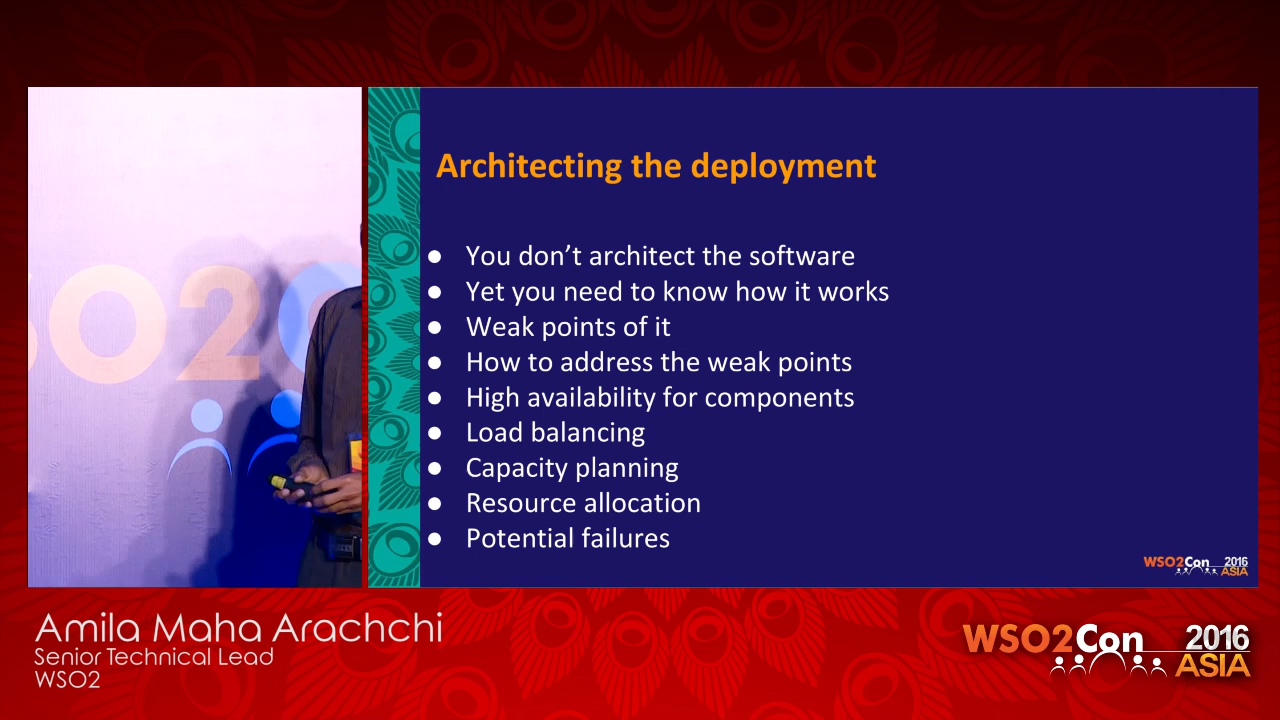 SO2C
Architecting the deployment
● You don’t architect the software
● Yet you need to know how it works
● Weak points of it
● How to address the weak points
● High availability for components
● Load balancing
● Capacity planning
● Resource allocation
● Potential failures
WSO2Con 2016
ASIA
Amila Maha Arachchi
Senior Technical Lead
WSO2
WSO2Con 2016
ASIA